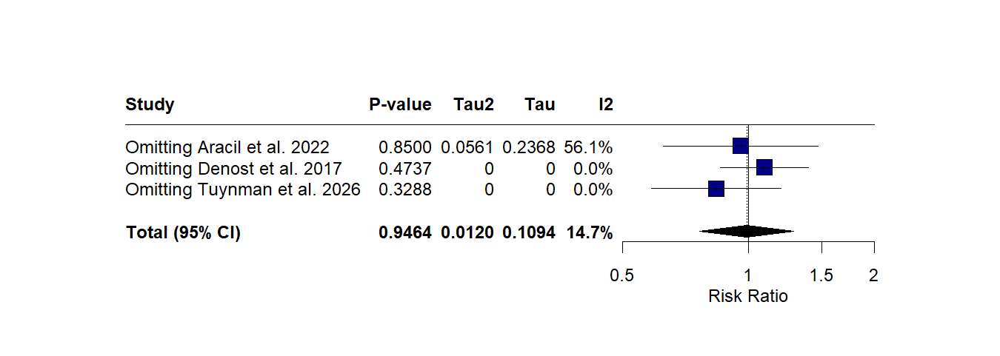 Study P-value Tau2 Tau I2
Omitting Aracil et al. 2022 0.8500 0.0561 0.2368 56.1%
Omitting Denost et al. 2017 0.4737 0 0 0.0%
Omitting Tuynman et al. 2026 0.3288 0 0 0.0%
Total (95% CI) 0.9464 0.0120 0.1094 14.7%
0.5 1 1.5 2
Risk Ratio